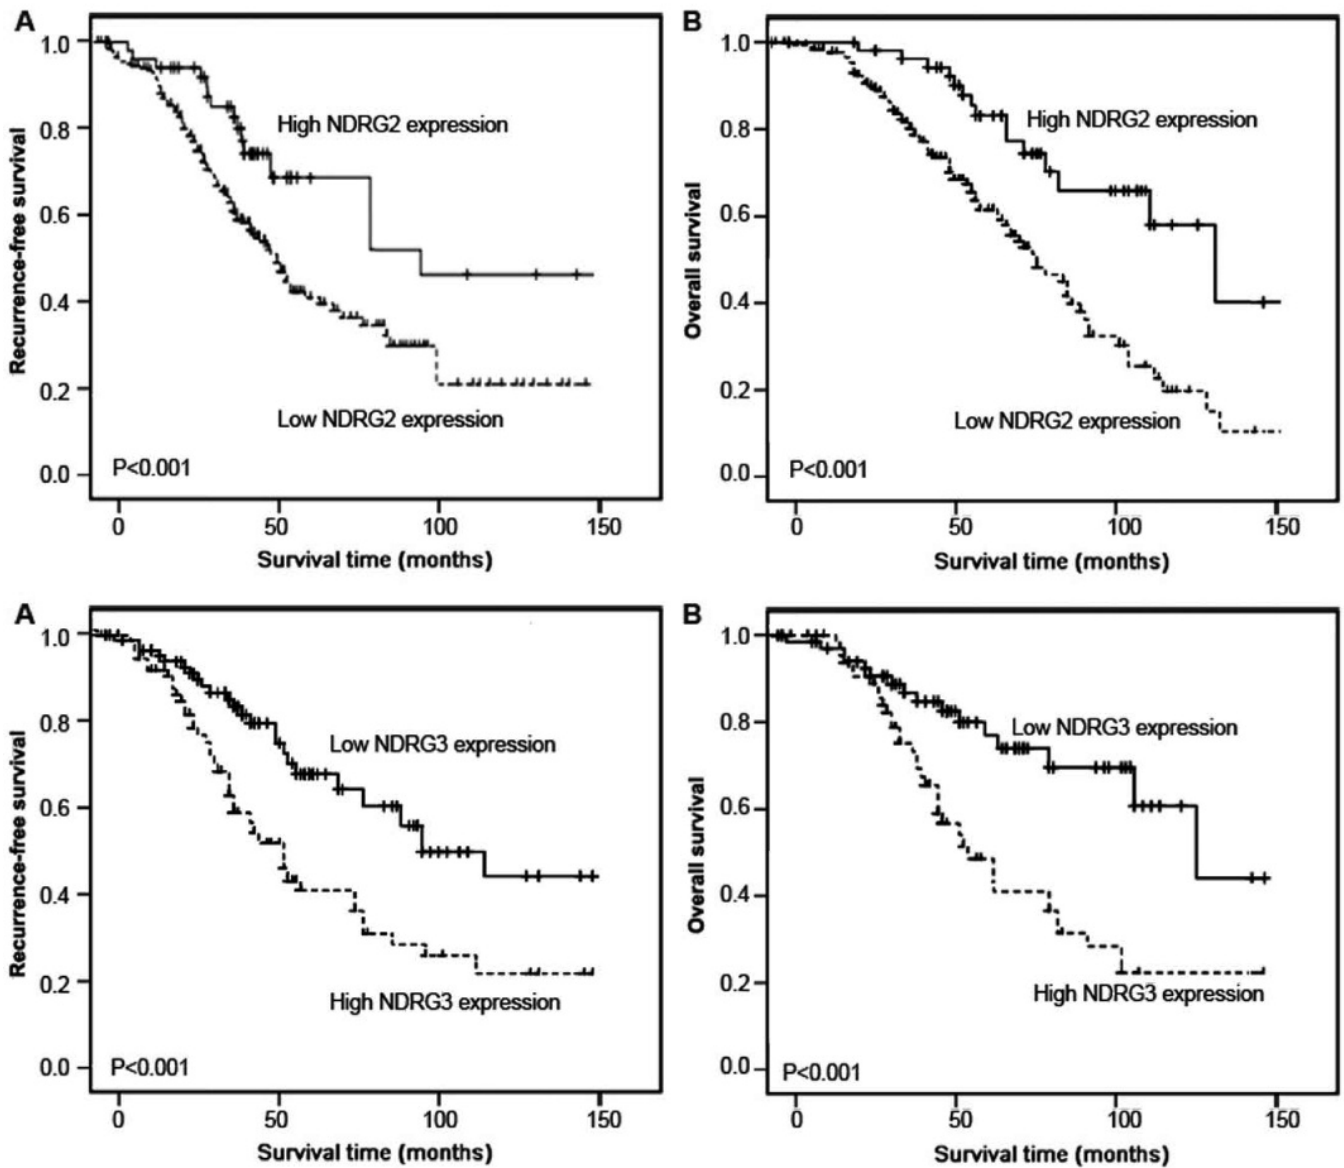 A
Recurrence-free survival
1.0
0.8
0.6
0.4
0.2
0.0
High NDRG2 expression
Low NDRG2 expression
P<0.001
0 50 100 150
Survival time (months)
B
Overall survival
1.0
0.8
0.6
0.4
0.2
0.0
High NDRG2 expression
Low NDRG2 expression
P<0.001
0 50 100 150
Survival time (months)
A
Recurrence-free survival
1.0
0.8
0.6
0.4
0.2
0.0
Low NDRG3 expression
High NDRG3 expression
P<0.001
0 50 100 150
Survival time (months)
B
Overall survival
1.0
0.8
0.6
0.4
0.2
0.0
Low NDRG3 expression
High NDRG3 expression
P<0.001
0 50 100 150
Survival time (months)